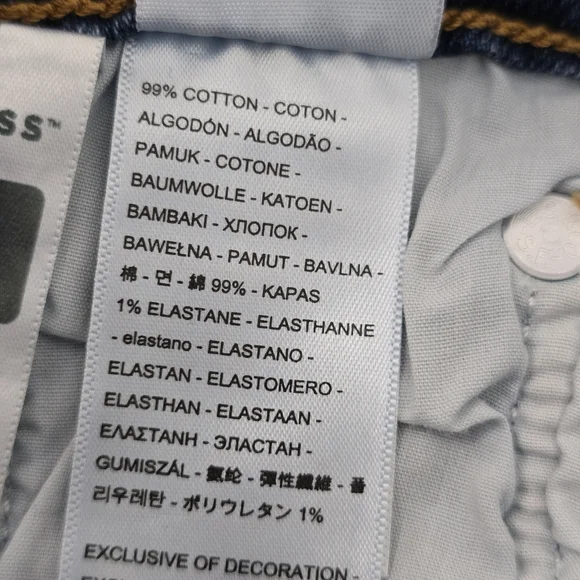 SS™
99% COTTON - COTON -
ALGODÓN - ALGODÃO -
PAMUK - COTONE -
BAUMWOLLE - KATOEN -
BAMBAKI - ХЛОПОК -
BAWEŁNA - PAMUT - BAVLNA -
棉 - 면 - 綿 99% - KAPAS
1% ELASTANE - ELASTHANNE
- elastano - ELASTANO -
ELASTAN - ELASTOMERO -
ELASTHAN - ELASTAAN -
ΕΛΑΣΤΑΝΗ - ЭЛАСТАН -
GUMISZÁL - 氨纶 - 彈性纖維 - 폴
리우레탄 - ポリウレタン 1%
EXCLUSIVE OF DECORATION -